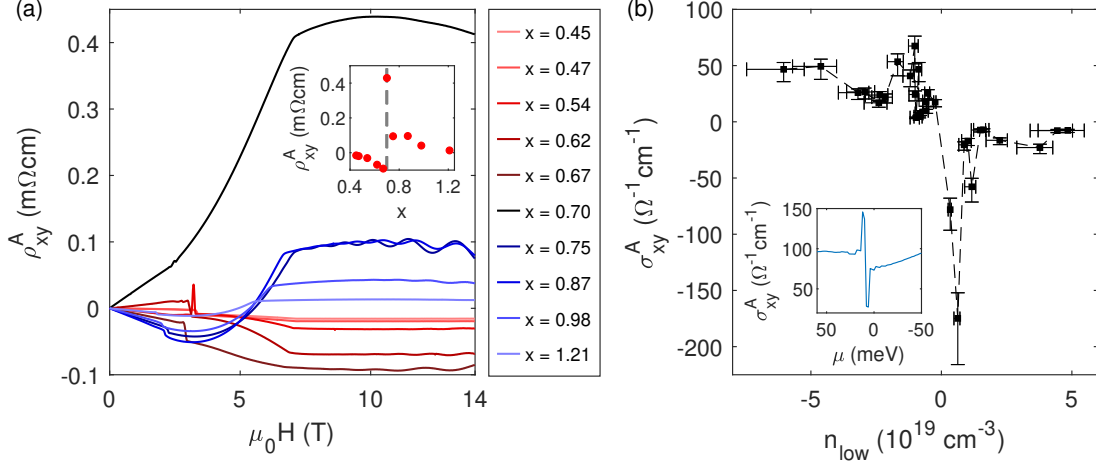 (a)
ρ^A_xy (mΩcm)
0.4
0.3
0.2
0.1
0
-0.1
0
5
10
14
μ_0H (T)
ρ^A_xy (mΩcm)
0.4
0.2
0
0.4
0.8
1.2
x
x = 0.45
x = 0.47
x = 0.54
x = 0.62
x = 0.67
x = 0.70
x = 0.75
x = 0.87
x = 0.98
x = 1.21
(b)
σ^A_xy (Ω^-1cm^-1)
100
50
0
-50
-100
-150
-200
-5
0
5
n_low (10^19 cm^-3)
σ^A_xy (Ω^-1cm^-1)
150
100
50
50
0
-50
μ (meV)